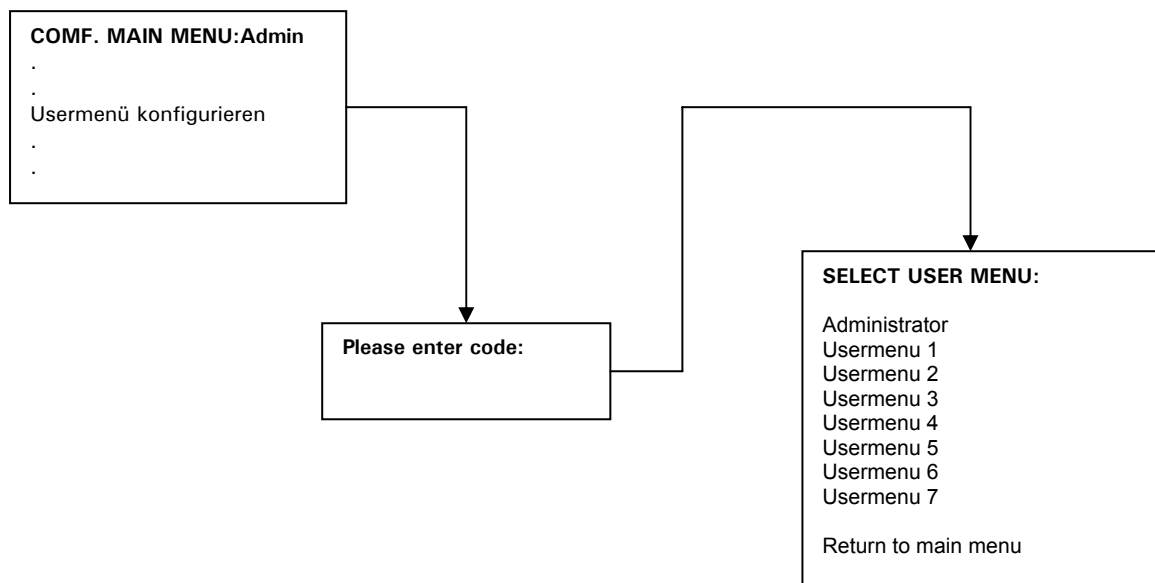 COMF. MAIN MENU:Admin
.
.
Usermenü konfigurieren
.
.
Please enter code:
SELECT USER MENU:
Administrator
Usermenu 1
Usermenu 2
Usermenu 3
Usermenu 4
Usermenu 5
Usermenu 6
Usermenu 7
Return to main menu